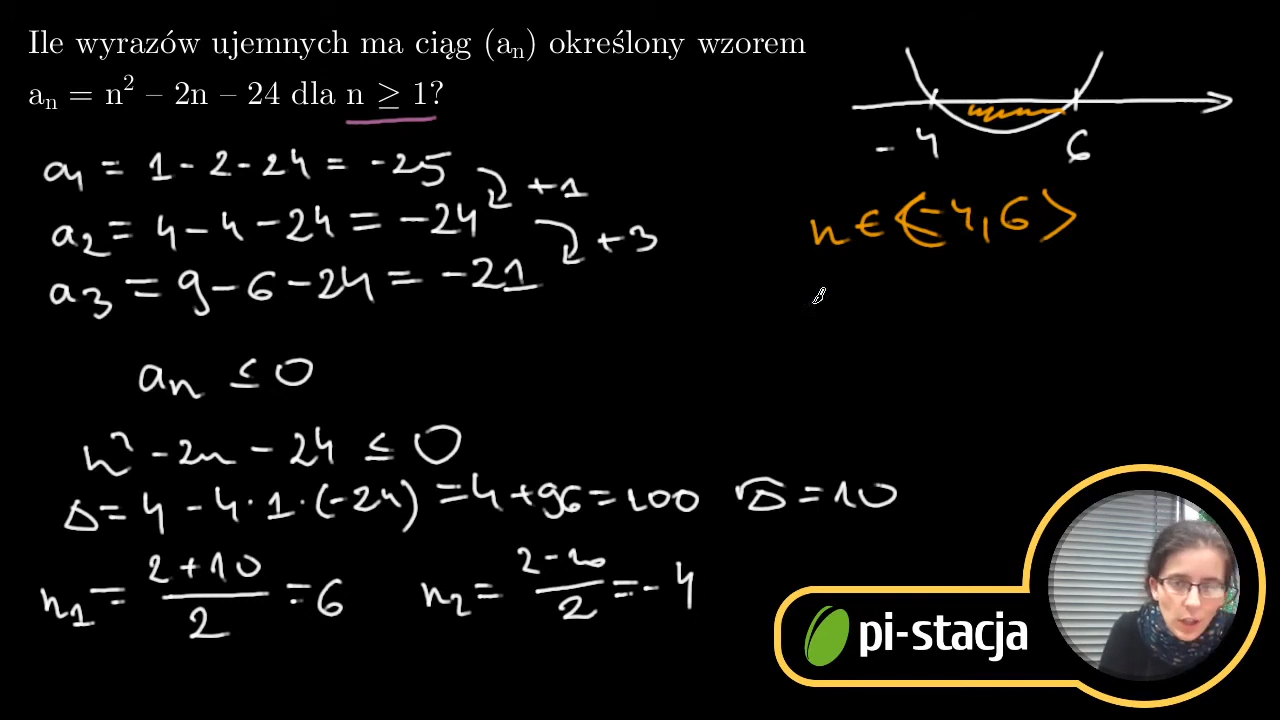 Ile wyrazów ujemnych ma ciąg (aₙ) określony wzorem
aₙ = n² – 2n – 24 dla n ≥ 1?
a₁ = 1 - 2 - 24 = -25
+1
a₂ = 4 - 4 - 24 = -24
+3
a₃ = 9 - 6 - 24 = -21
aₙ ≤ 0
n² - 2n - 24 ≤ 0
Δ = 4 - 4 · 1 · (-24) = 4 + 96 = 100 √Δ = 10
n₁ = (2 + 10)/2 = 6 n₂ = (2 - 10)/2 = -4
-4 6
n ∈ <-4, 6>
pi-stacja